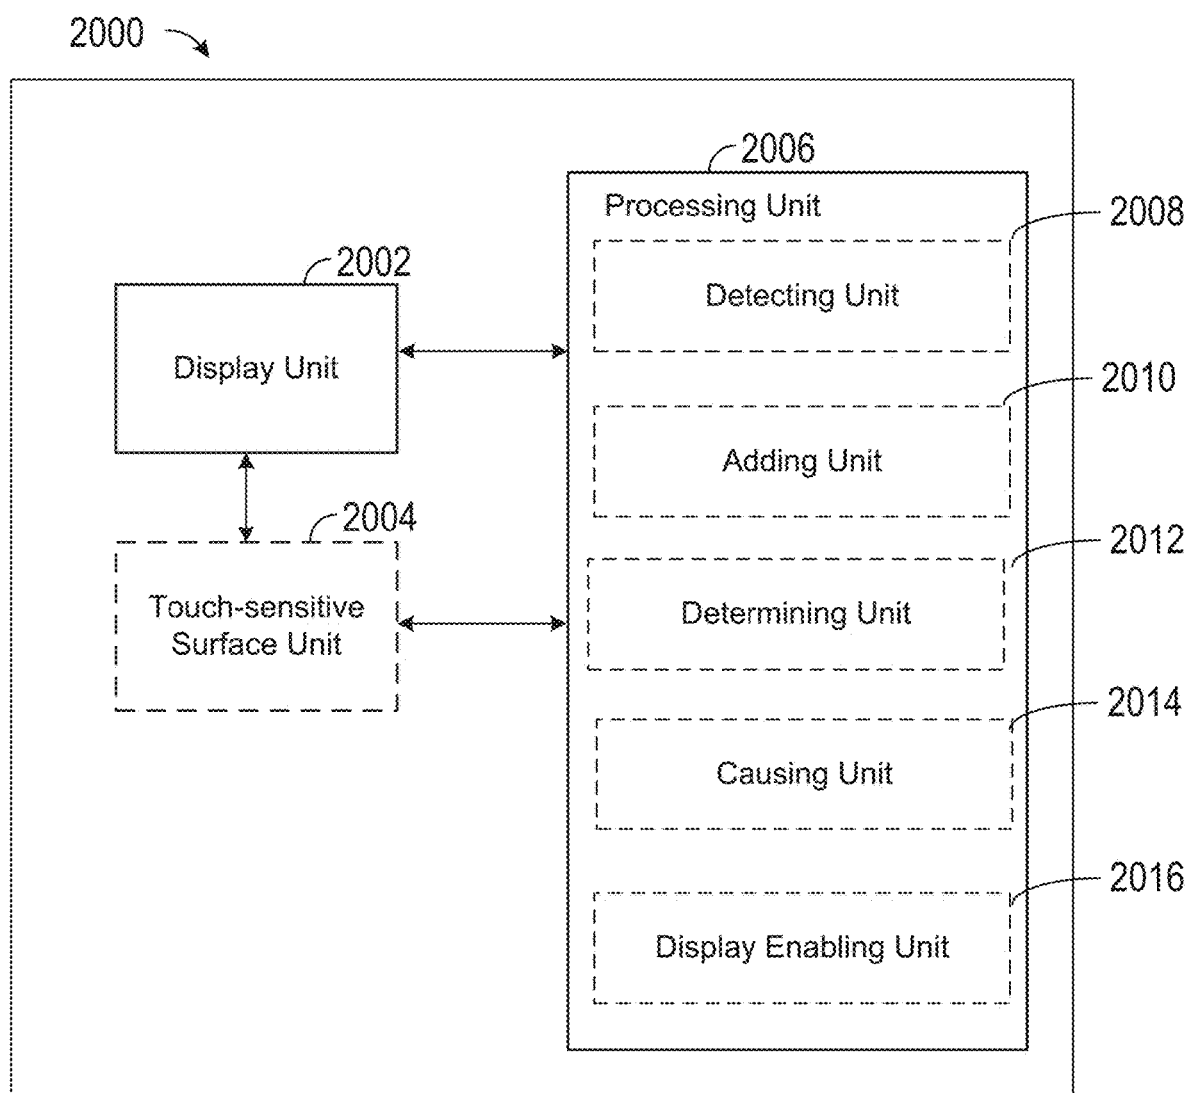 2000
2006
Processing Unit
2008
Detecting Unit
2002
Display Unit
2010
Adding Unit
2004
Touch-sensitive
Surface Unit
2012
Determining Unit
2014
Causing Unit
2016
Display Enabling Unit